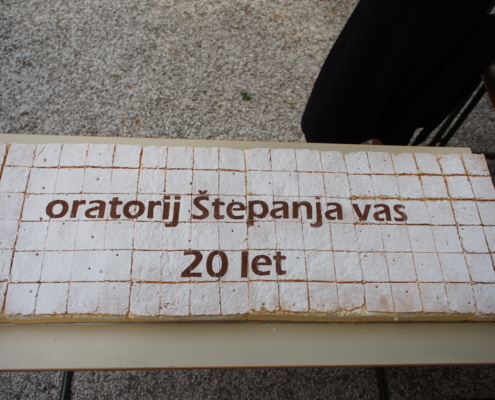 oratorij Štepanja vas
20 let